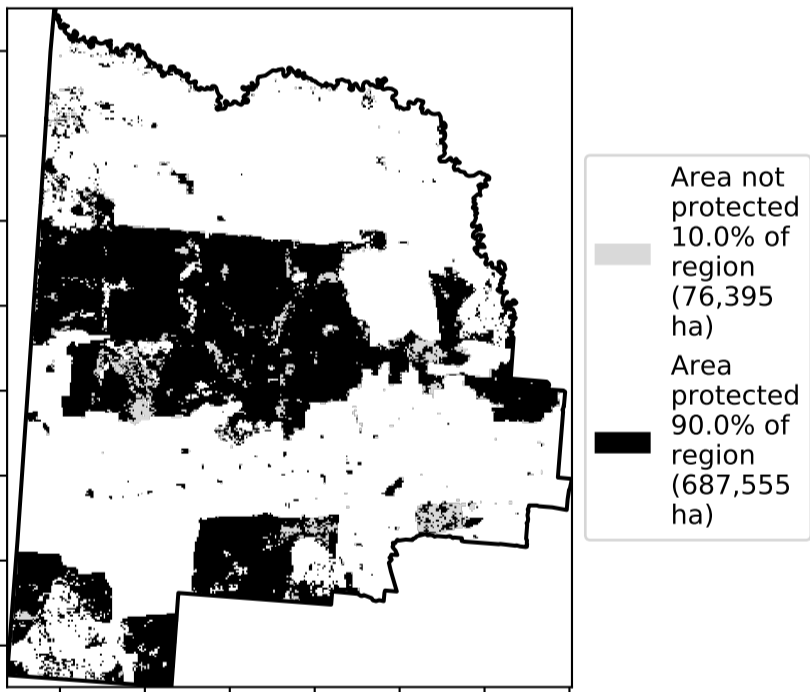 Area not
protected
10.0% of
region
(76,395
ha)
Area
protected
90.0% of
region
(687,555
ha)